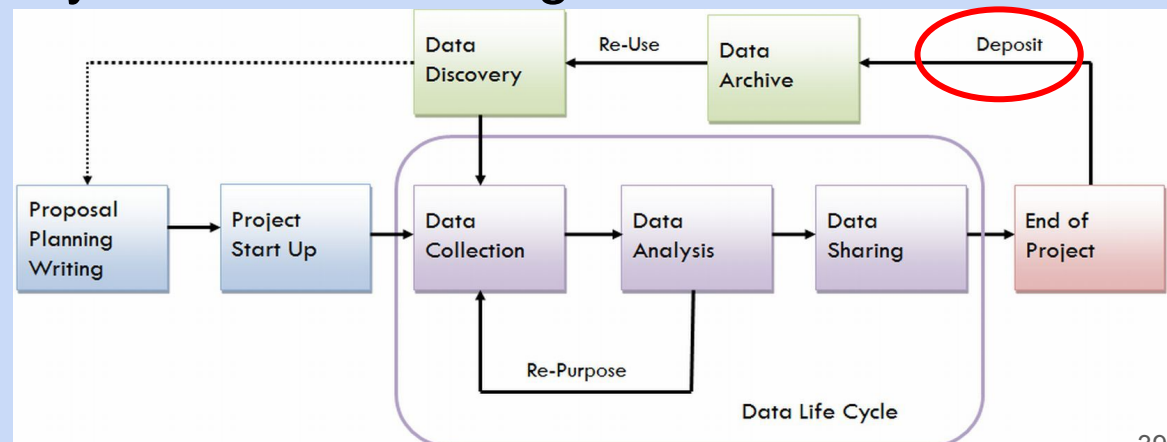 Data
Discovery
Re-Use
Data
Archive
Deposit
Proposal
Planning
Writing
Project
Start Up
Data
Collection
Data
Analysis
Data
Sharing
End of
Project
Re-Purpose
Data Life Cycle